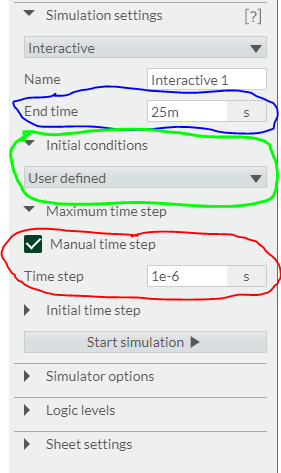 Simulation settings [?]
Interactive
Name Interactive 1
End time 25m s
Initial conditions
User defined
Maximum time step
Manual time step
Time step 1e-6 s
Initial time step
Start simulation
Simulator options
Logic levels
Sheet settings